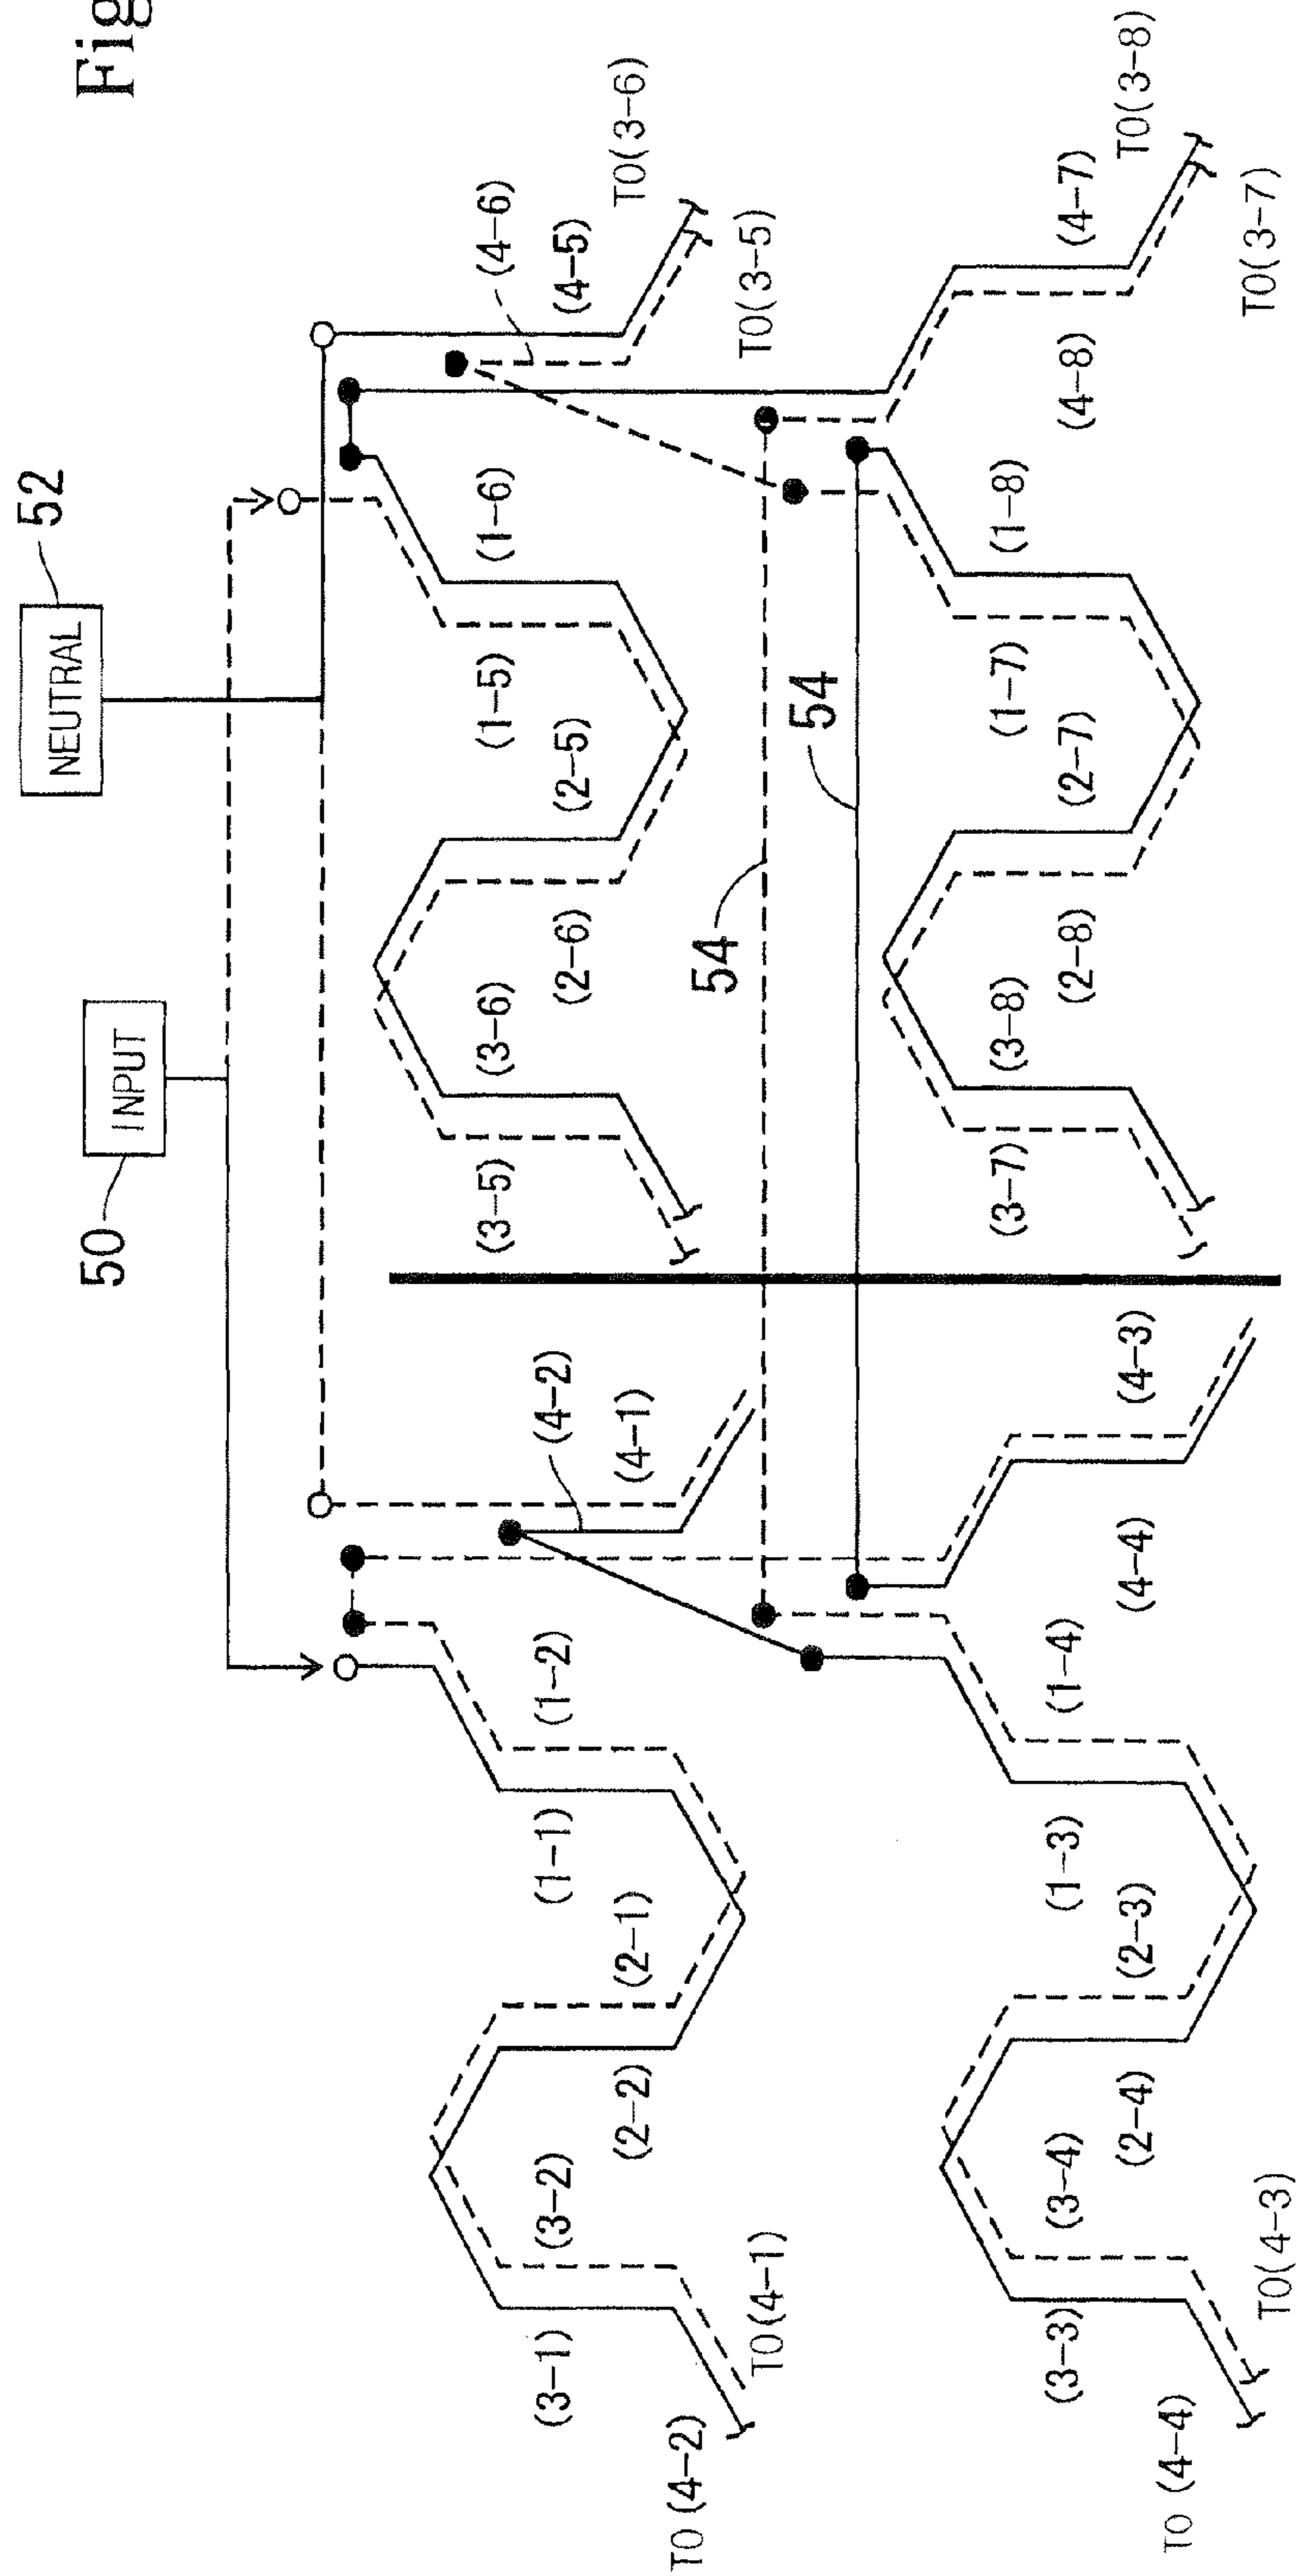 Fig
52
NEUTRAL
50
INPUT
(3-5) (3-6) (1-5) (1-6) (4-6)
(3-1) (3-2) (1-1) (1-2) (4-2)
(2-6) (2-5) (4-5)
(2-2) (2-1) (4-1) TO(3-6)
TO (4-2)
54
TO(4-1) TO(3-5)
54
(3-7) (3-8) (1-7) (1-8)
(3-3) (3-4) (1-3) (1-4)
(2-8) (2-7) (4-8) (4-7)
(2-4) (2-3) (4-4) (4-3) TO(3-8)
TO (4-4)
TO(4-3) TO(3-7)